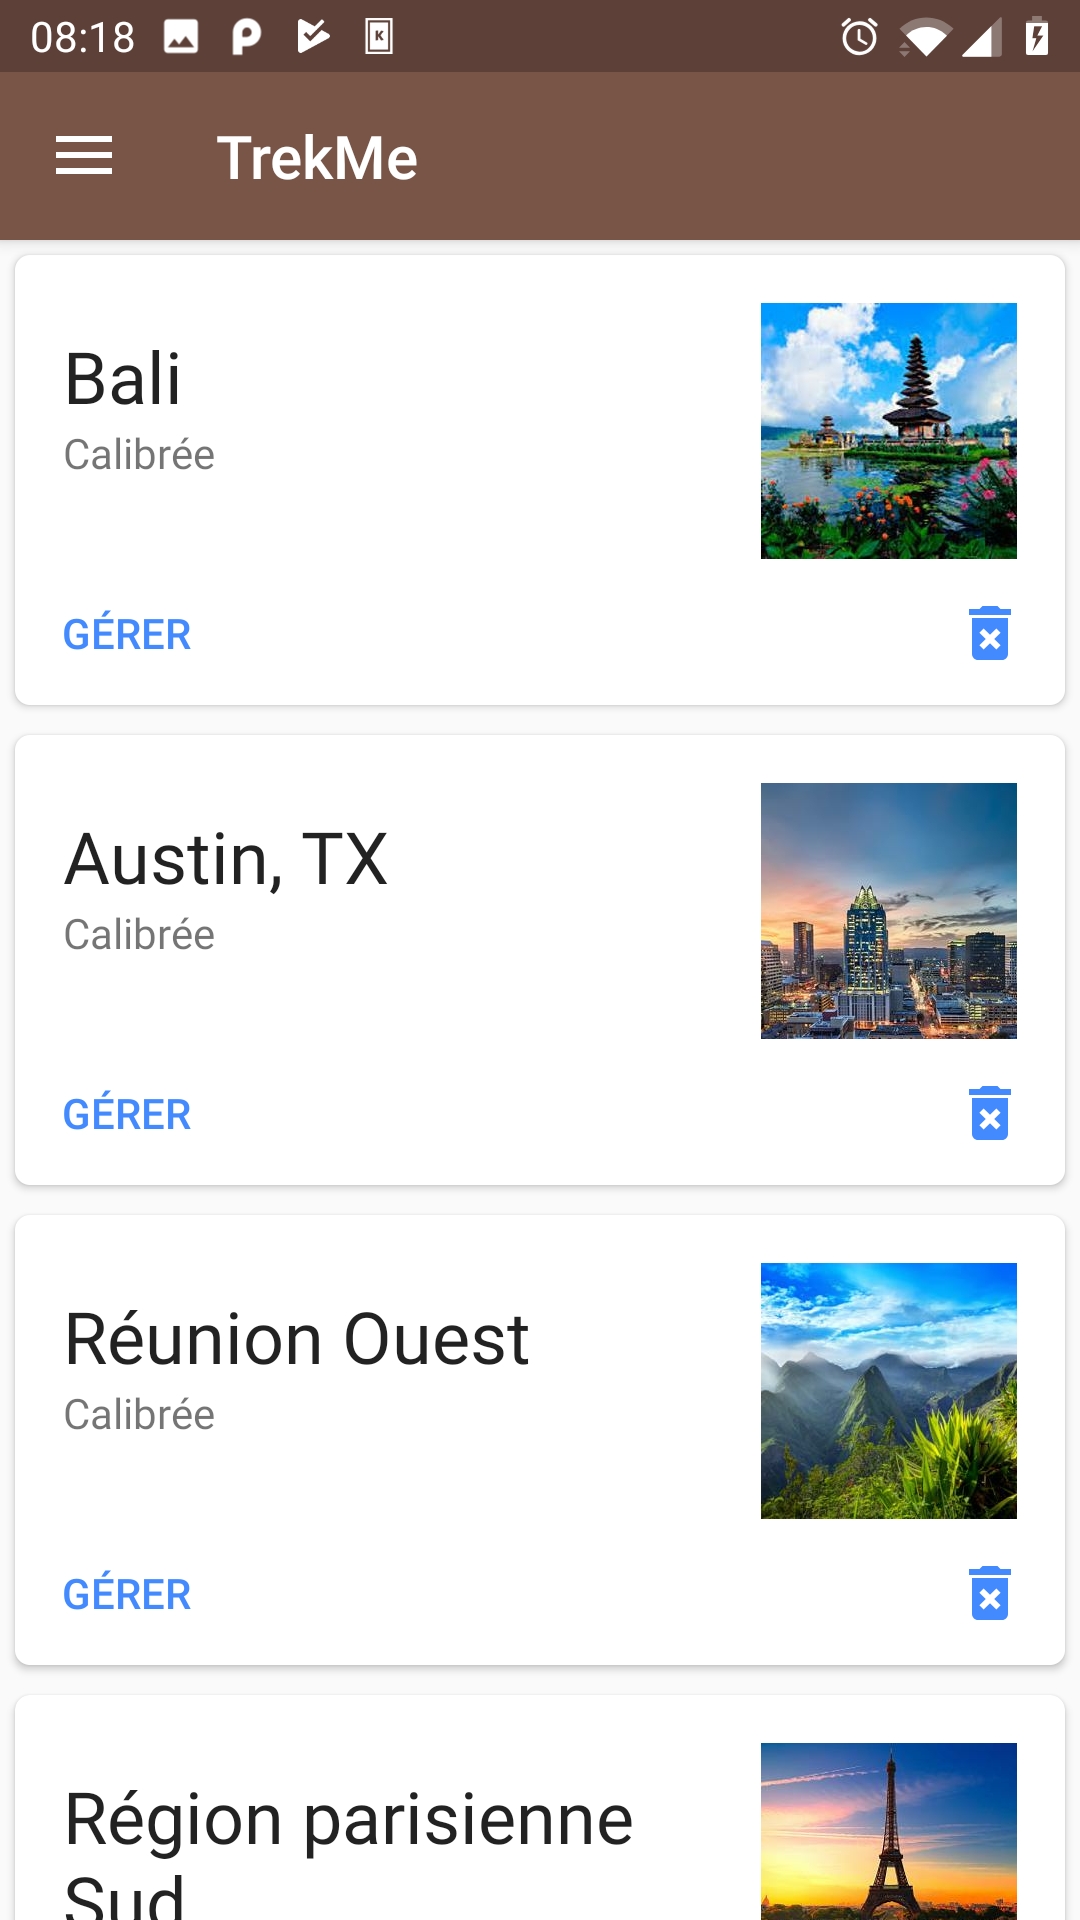 08:18
TrekMe
Bali
Calibrée
GÉRER
Austin, TX
Calibrée
GÉRER
Réunion Ouest
Calibrée
GÉRER
Région parisienne
Sud